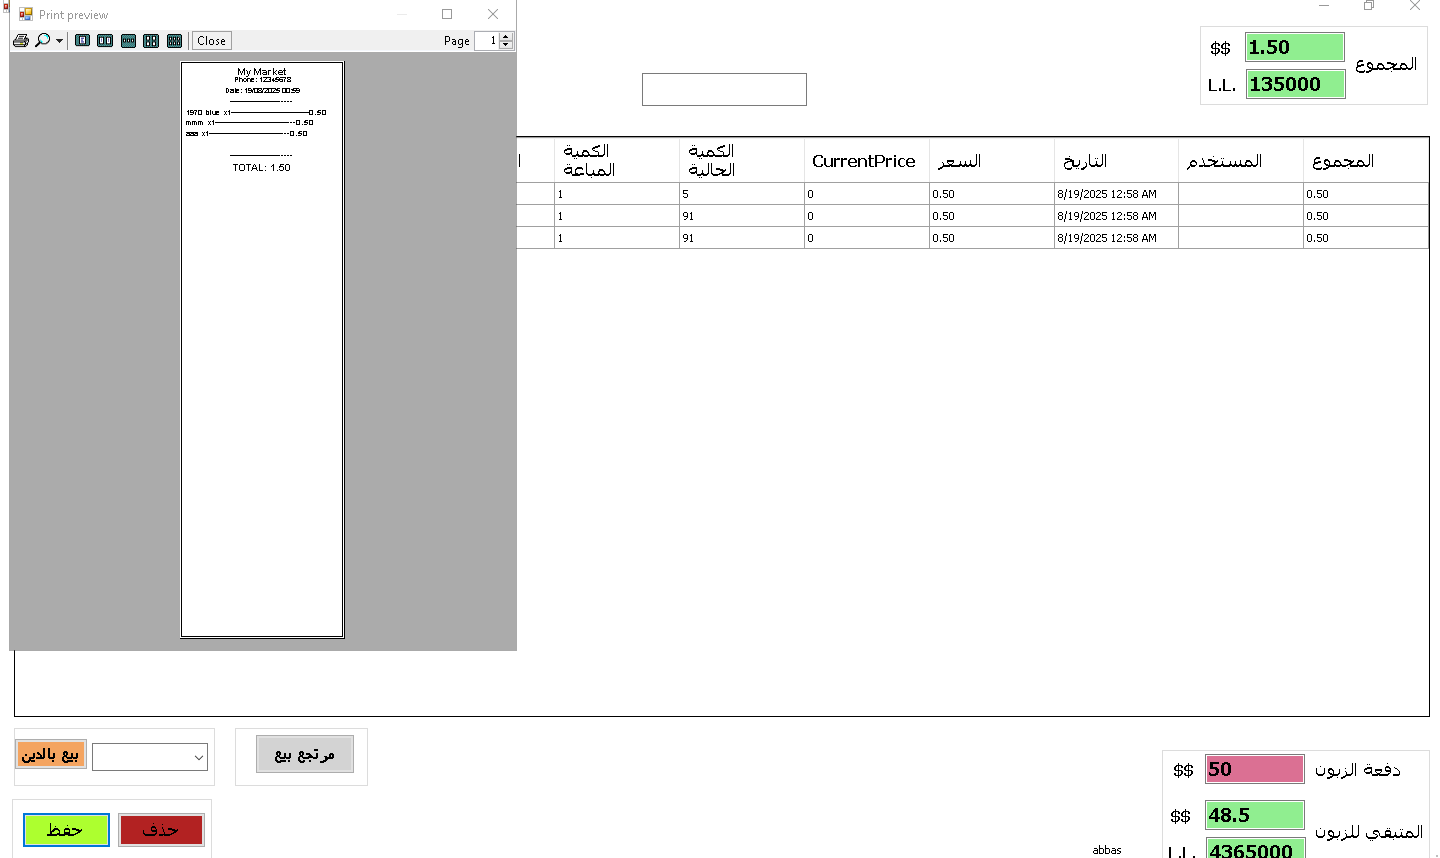 Print preview
Close
Page 1
My Market
Phone: 12345678
Date: 19/08/2025 00:59
--------------------
1970 blue x1--------------------0.50
mmm x1--------------------0.50
aaa x1--------------------0.50
--------------------
TOTAL: 1.50
$$ 1.50
المجموع
L.L. 135000
الكمية المباعة
الكمية الحالية
CurrentPrice
السعر
التاريخ
المستخدم
المجموع
1 5 0 0.50 8/19/2025 12:58 AM 0.50
1 91 0 0.50 8/19/2025 12:58 AM 0.50
1 91 0 0.50 8/19/2025 12:58 AM 0.50
بيع بالدين
مرتجع بيع
حفظ
حذف
abbas
$$ 50 دفعة الزبون
$$ 48.5
المتبقي للزبون
L.L. 4365000